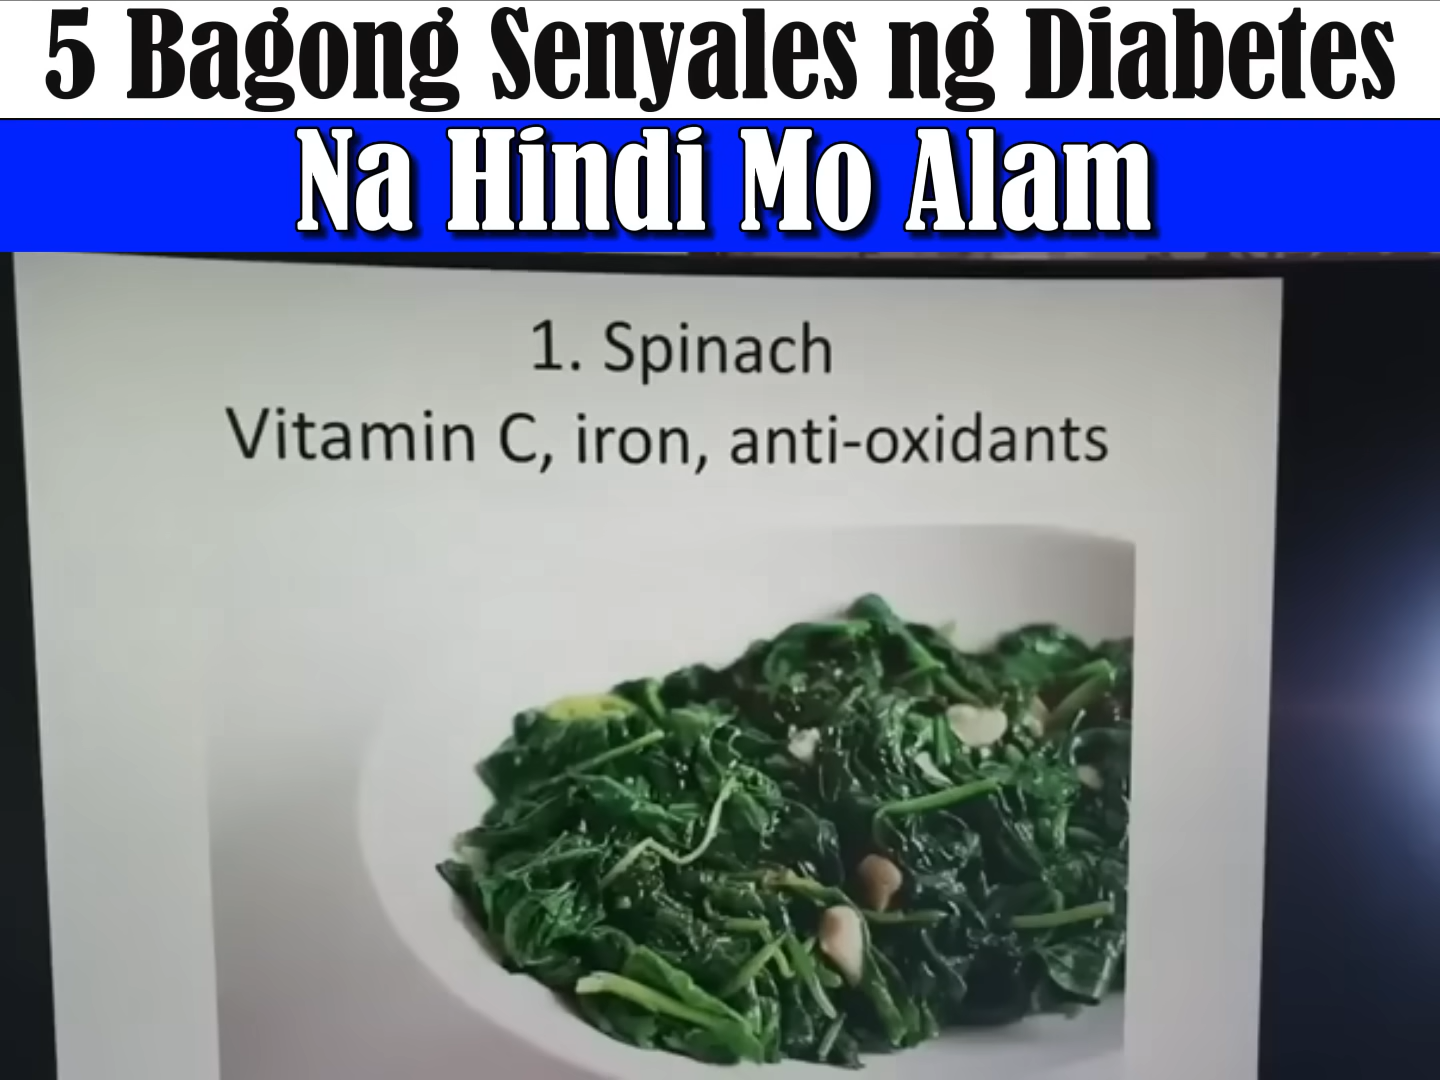 5 Bagong Senyales ng Diabetes
Na Hindi Mo Alam
1. Spinach
Vitamin C, iron, anti-oxidants